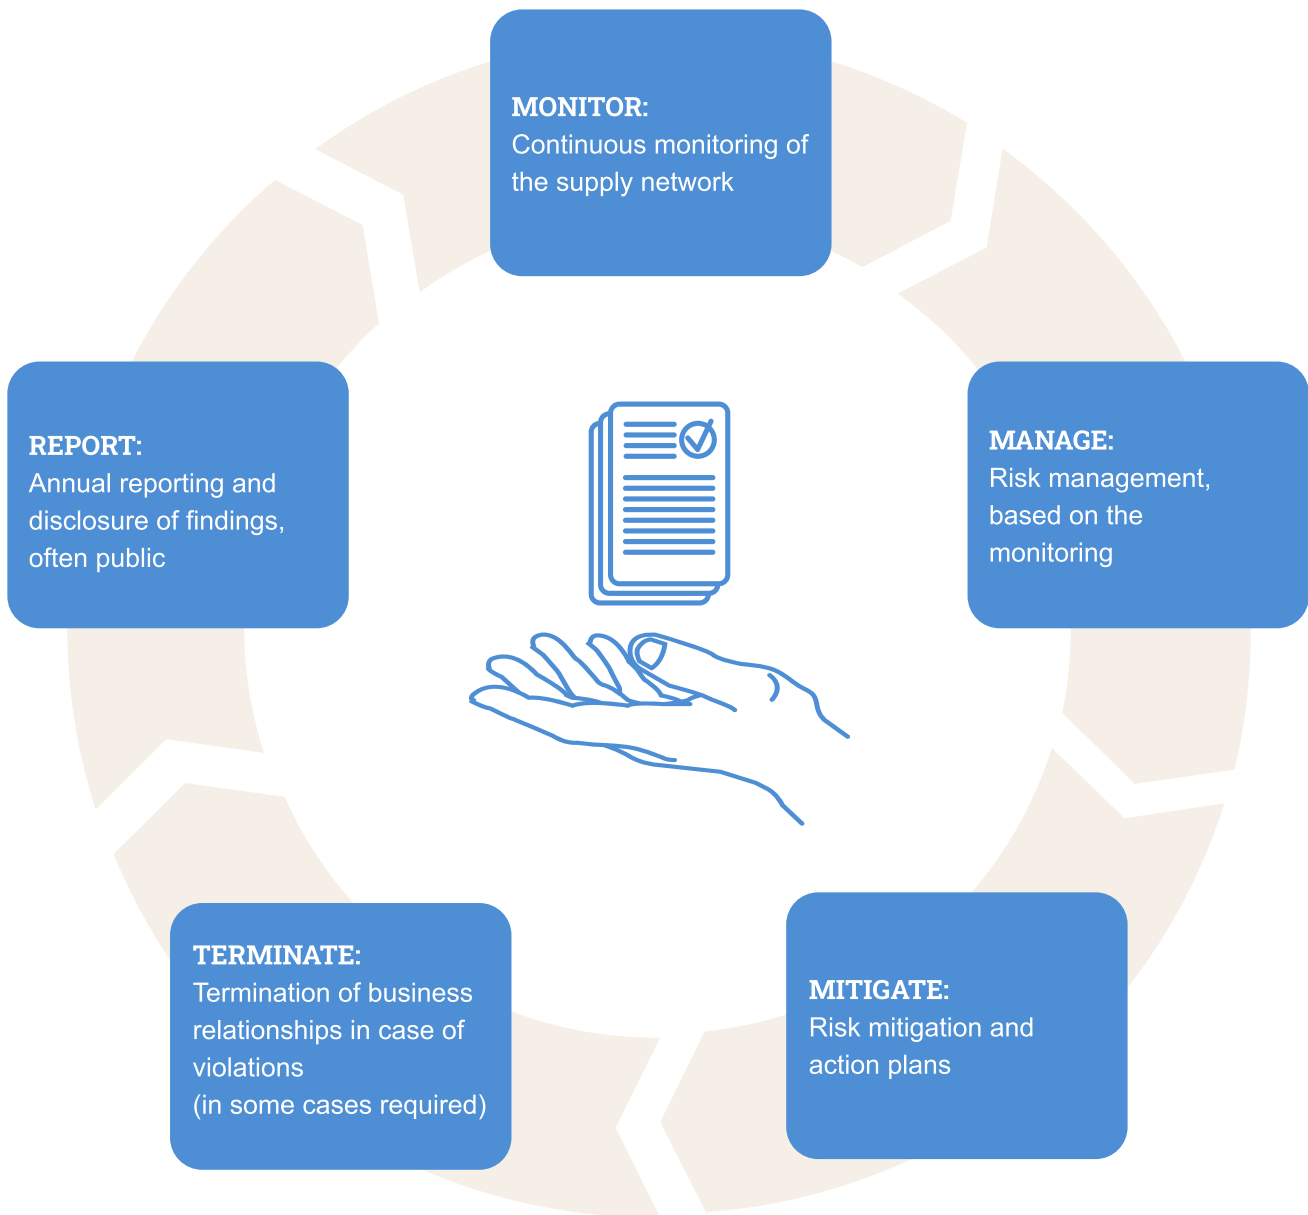 MONITOR:
Continuous monitoring of
the supply network
MANAGE:
Risk management,
based on the
monitoring
MITIGATE:
Risk mitigation and
action plans
TERMINATE:
Termination of business
relationships in case of
violations
(in some cases required)
REPORT:
Annual reporting and
disclosure of findings,
often public